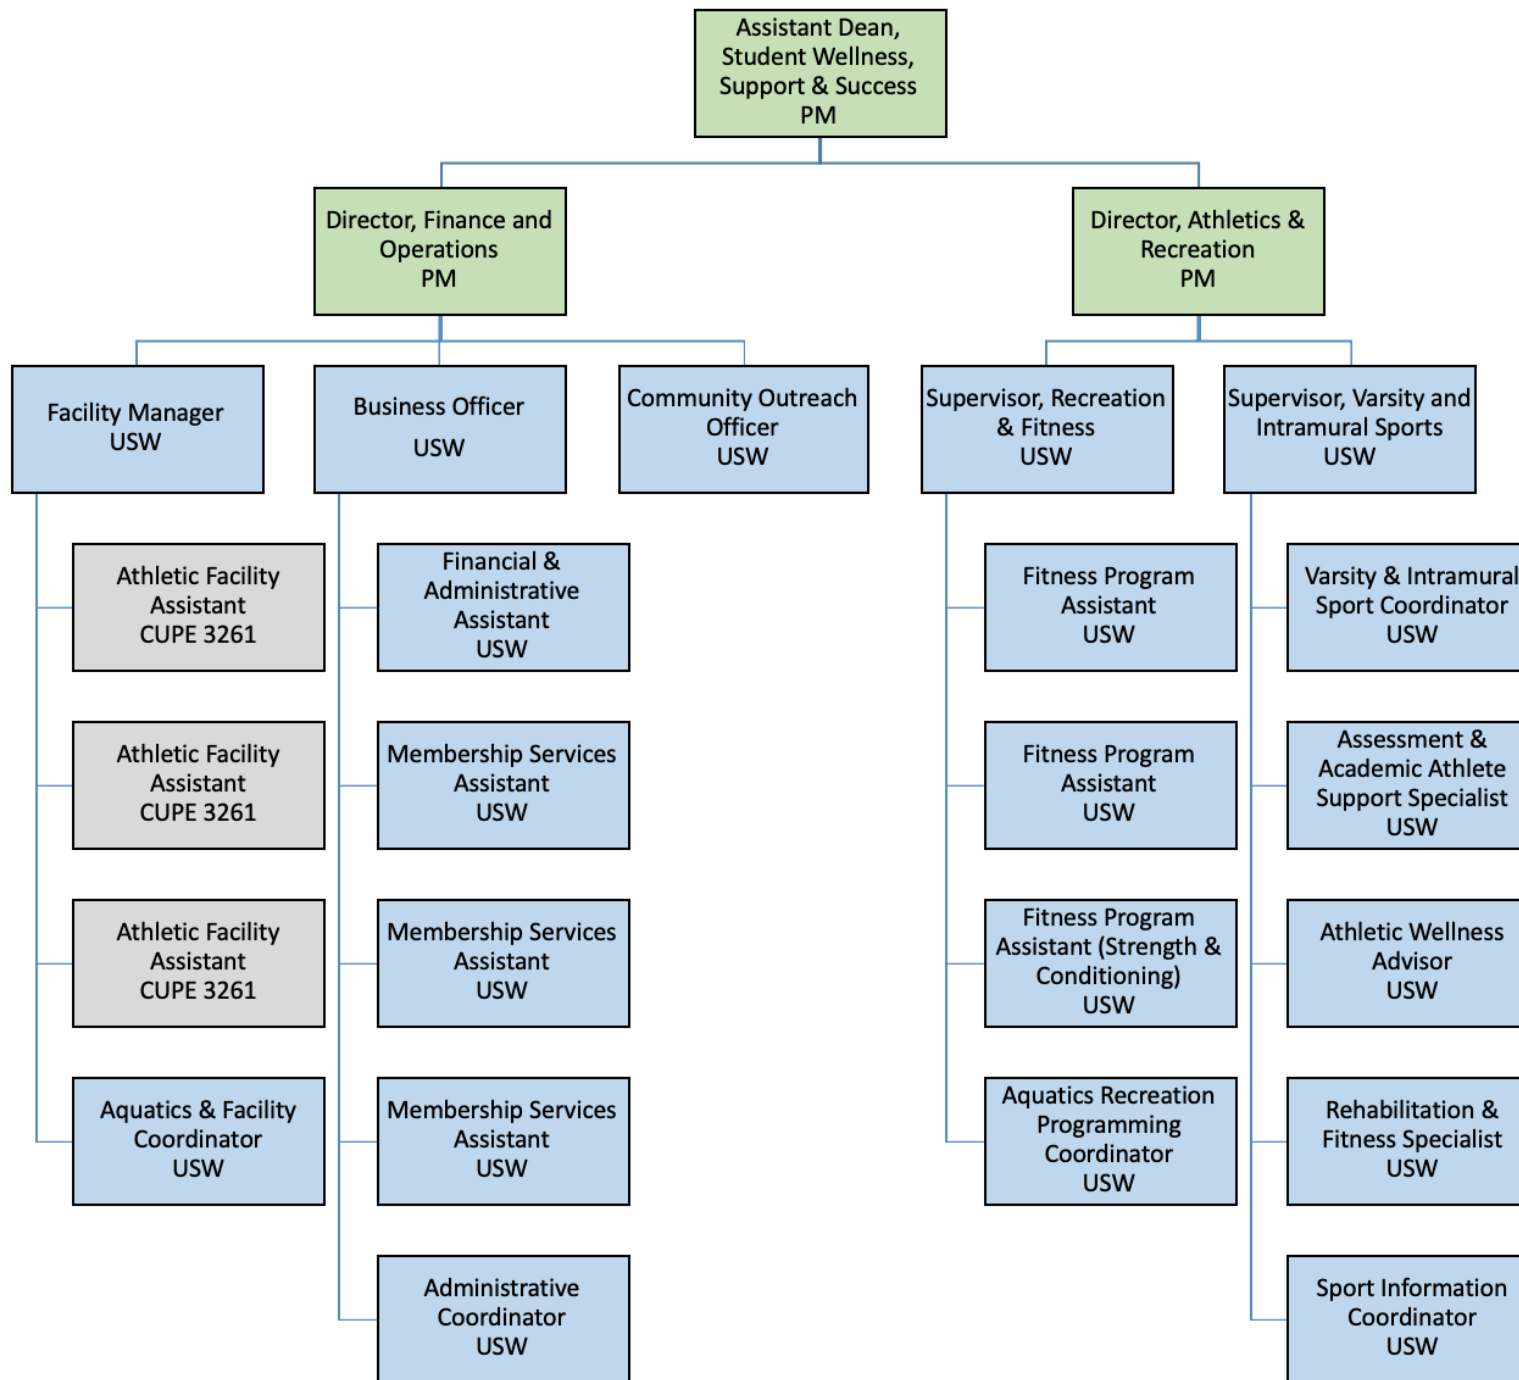 Assistant Dean,
Student Wellness,
Support & Success
PM
Director, Finance and
Operations
PM
Director, Athletics &
Recreation
PM
Facility Manager
USW
Business Officer
USW
Community Outreach
Officer
USW
Supervisor, Recreation
& Fitness
USW
Supervisor, Varsity and
Intramural Sports
USW
Athletic Facility
Assistant
CUPE 3261
Athletic Facility
Assistant
CUPE 3261
Athletic Facility
Assistant
CUPE 3261
Aquatics & Facility
Coordinator
USW
Financial &
Administrative
Assistant
USW
Membership Services
Assistant
USW
Membership Services
Assistant
USW
Membership Services
Assistant
USW
Administrative
Coordinator
USW
Fitness Program
Assistant
USW
Fitness Program
Assistant
USW
Fitness Program
Assistant (Strength &
Conditioning)
USW
Aquatics Recreation
Programming
Coordinator
USW
Varsity & Intramural
Sport Coordinator
USW
Assessment &
Academic Athlete
Support Specialist
USW
Athletic Wellness
Advisor
USW
Rehabilitation &
Fitness Specialist
USW
Sport Information
Coordinator
USW